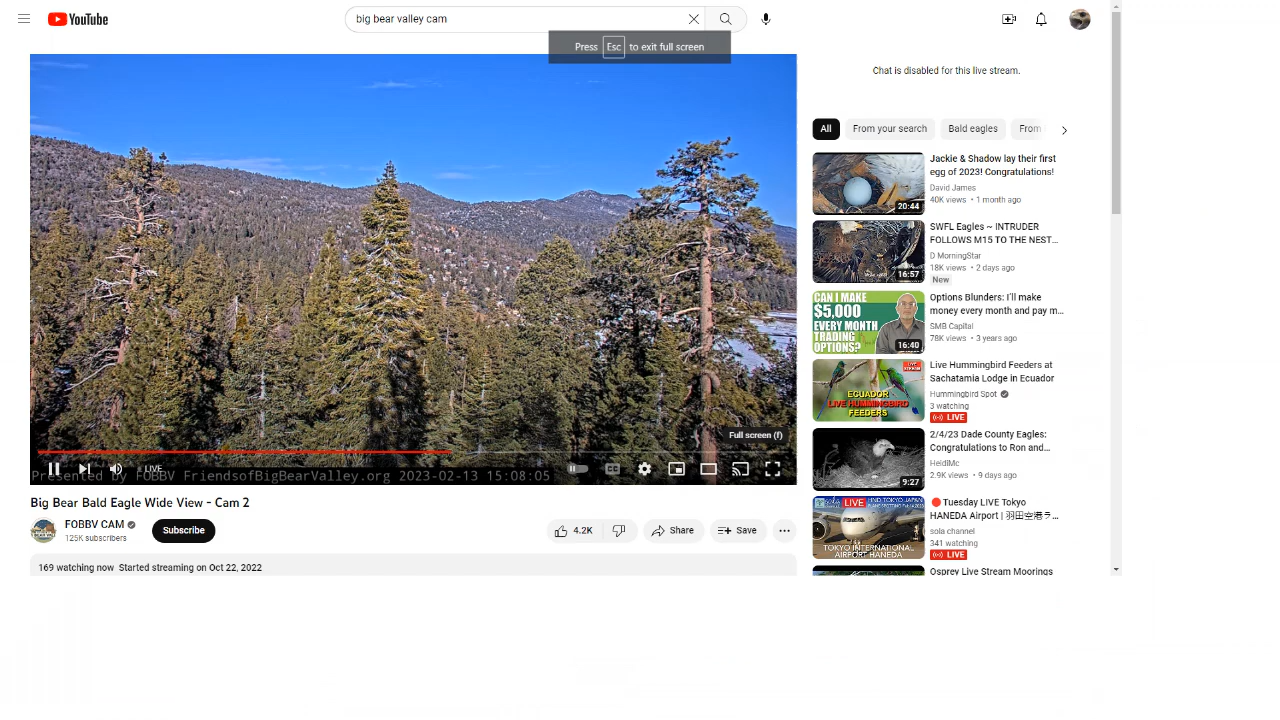 YouTube
big bear valley cam
Press Esc to exit full screen
Chat is disabled for this live stream.
All From your search Bald eagles From
Jackie & Shadow lay their first
egg of 2023! Congratulations!
David James
40K views • 1 month ago
20:44
SWFL Eagles ~ INTRUDER
FOLLOWS M15 TO THE NEST...
D MorningStar
18K views • 2 days ago
New
16:57
CAN I MAKE
$5,000
EVERY MONTH
TRADING
OPTIONS?
16:40
Options Blunders: I'll make
money every month and pay m...
SMB Capital
78K views • 3 years ago
LIVE STREAM
ECUADOR
LIVE HUMMINGBIRD
FEEDERS
Live Hummingbird Feeders at
Sachatamia Lodge in Ecuador
Hummingbird Spot
3 watching
LIVE
2/4/23 Dade County Eagles:
Congratulations to Ron and...
HeidiMc
2.9K views • 9 days ago
9:27
LIVE
TOKYO INTERNATIONAL
AIRPORT HANEDA
Tuesday LIVE Tokyo
HANEDA Airport | 羽田空港ラ...
sola channel
341 watching
LIVE
Osprey Live Stream Moorings
Full screen (f)
LIVE
CC
Presented by FOBBV FriendsofBigBearValley.org 2023-02-13 15:08:05
Big Bear Bald Eagle Wide View - Cam 2
FOBBV CAM
125K subscribers
Subscribe
4.2K
Share
Save
169 watching now Started streaming on Oct 22, 2022